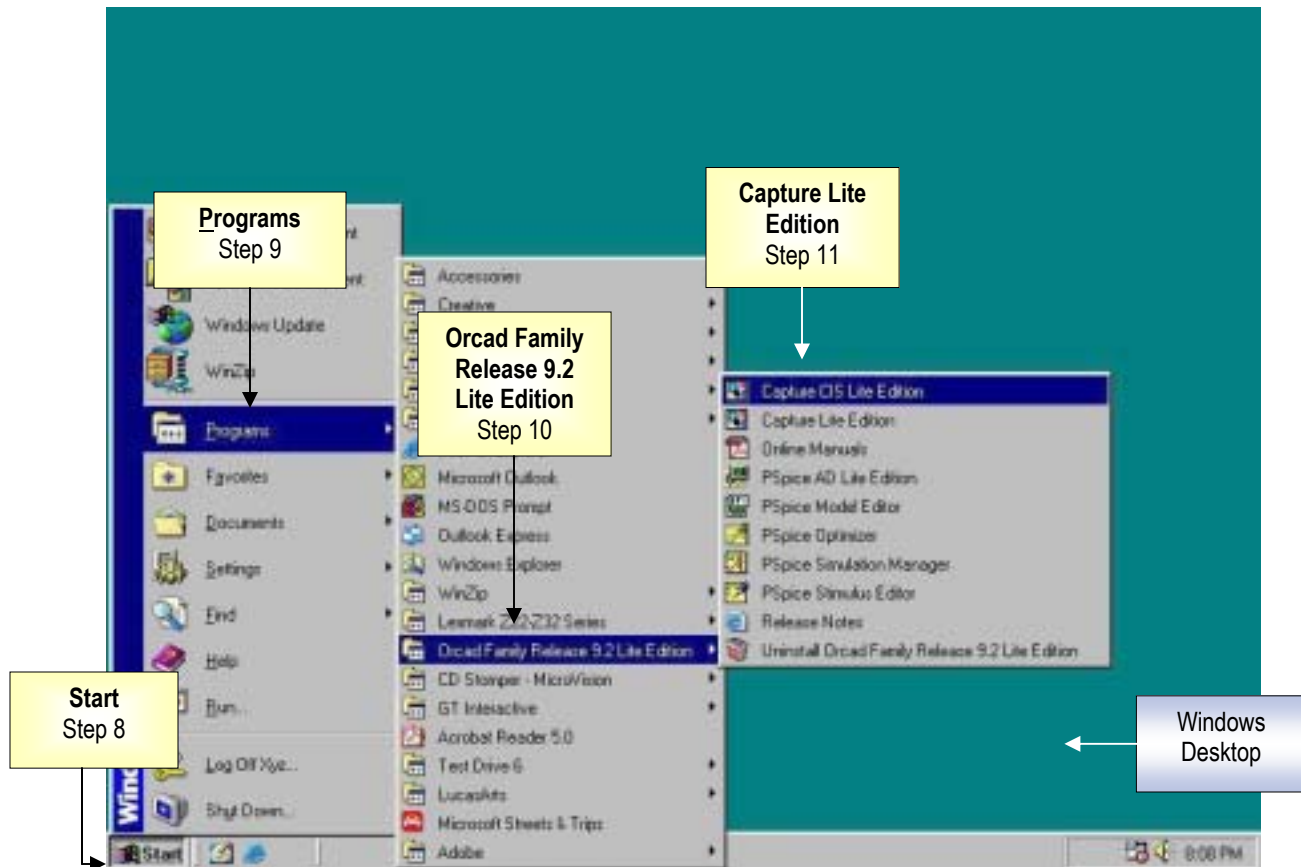 Programs
Step 9
Capture Lite
Edition
Step 11
Orcad Family
Release 9.2
Lite Edition
Step 10
Start
Step 8
Windows
Desktop
nt
ent
Windows Update
WinZip
Programs
Favorites
Documents
Settings
Find
Help
Run...
Log Off Xyz...
Shut Down...
Wind
Accessories
Creative
Microsoft Outlook
MS-DOS Prompt
Outlook Express
Windows Explorer
WinZip
Lexmark Z22-Z32 Series
Orcad Family Release 9.2 Lite Edition
CD Stomper - MicroVision
GT Interactive
Acrobat Reader 5.0
Test Drive 6
LucasArts
Microsoft Streets & Trips
Adobe
Capture CIS Lite Edition
Capture Lite Edition
Online Manuals
PSpice AD Lite Edition
PSpice Model Editor
PSpice Optimizer
PSpice Simulation Manager
PSpice Stimulus Editor
Release Notes
Uninstall Orcad Family Release 9.2 Lite Edition
Start
8:08 PM